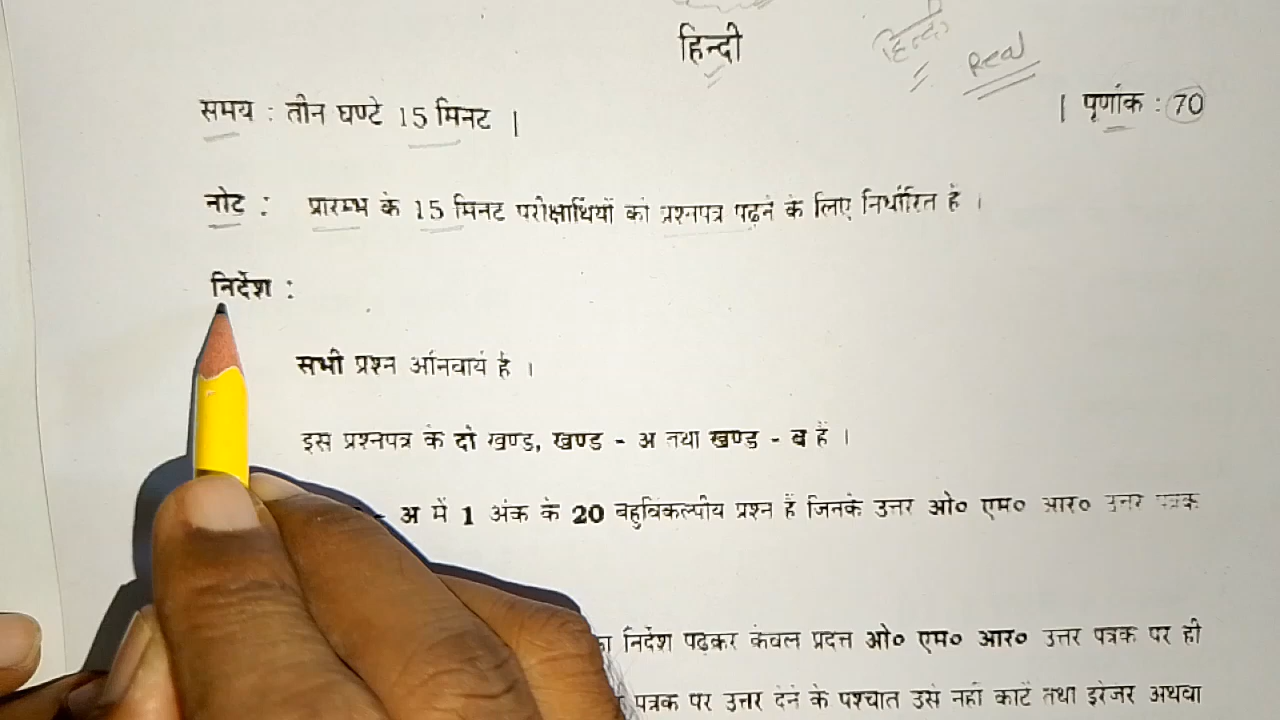 हिन्दी
हिन्दी Real
समय : तीन घण्टे 15 मिनट |
| पूर्णांक : 70
नोट : प्रारम्भ के 15 मिनट परीक्षार्थियों को प्रश्नपत्र पढ़ने के लिए निर्धारित है ।
निर्देश :
सभी प्रश्न अनिवार्य हैं ।
इस प्रश्नपत्र के दो खण्ड, खण्ड - अ तथा खण्ड - ब हैं ।
- अ में 1 अंक के 20 बहुविकल्पीय प्रश्न हैं जिनके उत्तर ओ० एम० आर० उत्तर पत्रक
निर्देश पढ़कर केवल प्रदत्त ओ० एम० आर० उत्तर पत्रक पर ही
पत्रक पर उत्तर देने के पश्चात उसे नहीं काटें तथा इरेजर अथवा